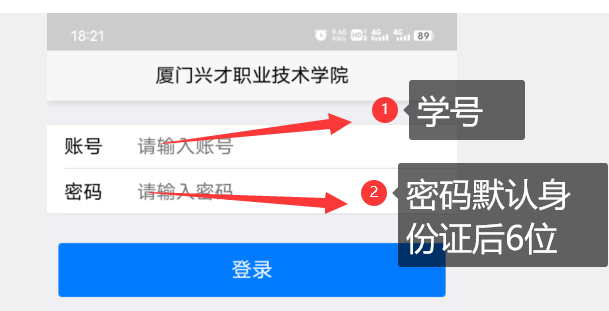 18:21
89
厦门兴才职业技术学院
1 学号
账号 请输入账号
2 密码默认身
密码 请输入密码
份证后6位
登录